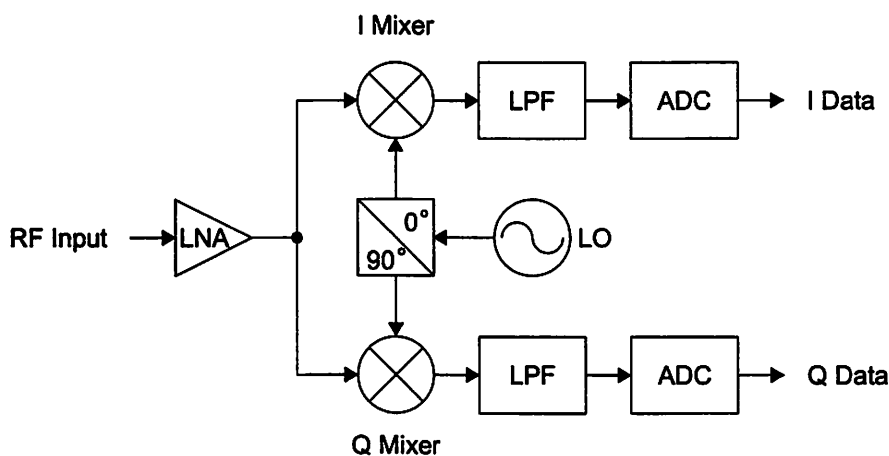 I Mixer
LPF
ADC
I Data
RF Input
LNA
0°
90°
LO
LPF
ADC
Q Data
Q Mixer